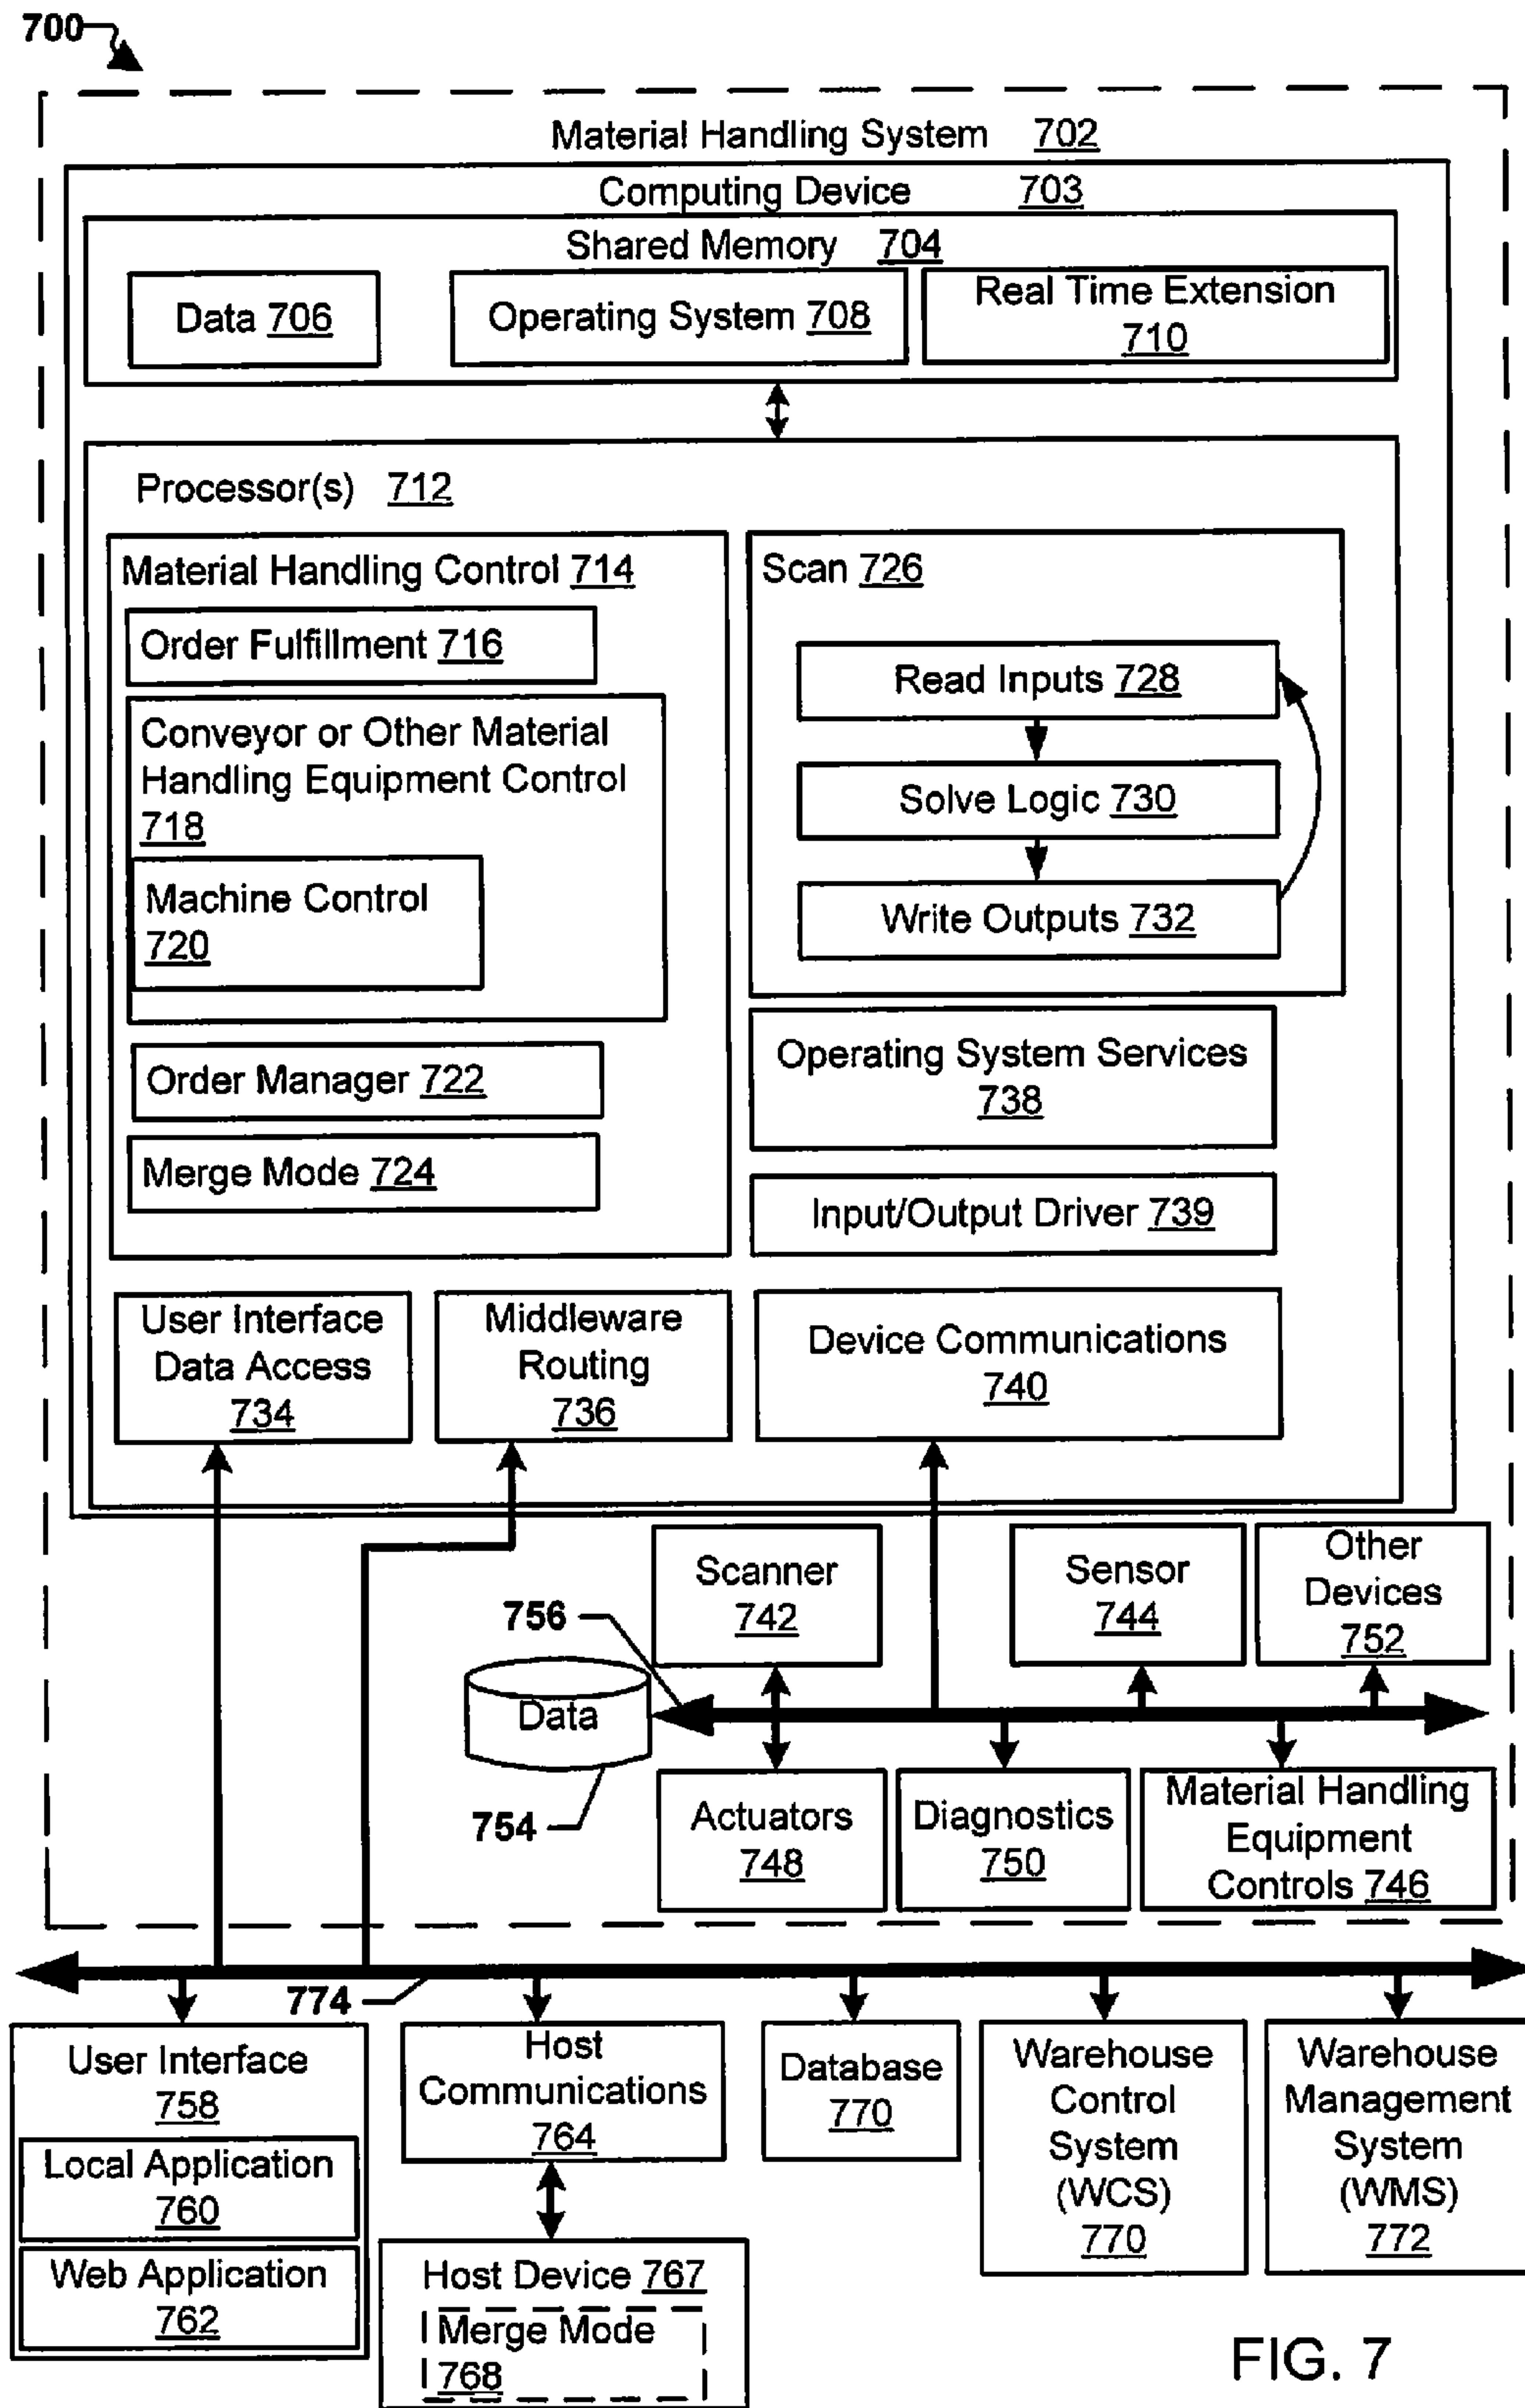 700
Material Handling System 702
Computing Device 703
Shared Memory 704
Data 706
Operating System 708
Real Time Extension
710
Processor(s) 712
Material Handling Control 714
Order Fulfillment 716
Conveyor or Other Material
Handling Equipment Control
718
Machine Control
720
Order Manager 722
Merge Mode 724
Scan 726
Read Inputs 728
Solve Logic 730
Write Outputs 732
Operating System Services
738
Input/Output Driver 739
User Interface
Data Access
734
Middleware
Routing
736
Device Communications
740
Scanner
742
Sensor
744
Other
Devices
752
756
Data
754
Actuators
748
Diagnostics
750
Material Handling
Equipment
Controls 746
774
User Interface
758
Local Application
760
Web Application
762
Host
Communications
764
Host Device 767
Merge Mode
768
Database
770
Warehouse
Control
System
(WCS)
770
Warehouse
Management
System
(WMS)
772
FIG. 7